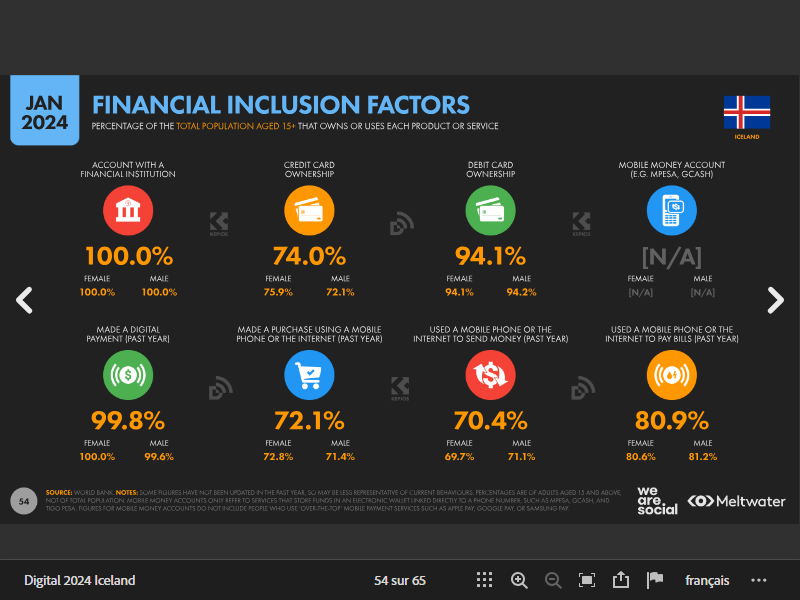 JAN
2024
FINANCIAL INCLUSION FACTORS
PERCENTAGE OF THE TOTAL POPULATION AGED 15+ THAT OWNS OR USES EACH PRODUCT OR SERVICE
ICELAND
ACCOUNT WITH A
FINANCIAL INSTITUTION
100.0%
FEMALE MALE
100.0% 100.0%
CREDIT CARD
OWNERSHIP
74.0%
FEMALE MALE
75.9% 72.1%
DEBIT CARD
OWNERSHIP
94.1%
FEMALE MALE
94.1% 94.2%
MOBILE MONEY ACCOUNT
(E.G. MPESA, GCASH)
[N/A]
FEMALE MALE
[N/A] [N/A]
KEPIOS
KEPIOS
MADE A DIGITAL
PAYMENT (PAST YEAR)
99.8%
FEMALE MALE
100.0% 99.6%
MADE A PURCHASE USING A MOBILE
PHONE OR THE INTERNET (PAST YEAR)
72.1%
FEMALE MALE
72.8% 71.4%
USED A MOBILE PHONE OR THE
INTERNET TO SEND MONEY (PAST YEAR)
70.4%
FEMALE MALE
69.7% 71.1%
USED A MOBILE PHONE OR THE
INTERNET TO PAY BILLS (PAST YEAR)
80.9%
FEMALE MALE
80.6% 81.2%
KEPIOS
54
SOURCE: WORLD BANK. NOTES: SOME FIGURES HAVE NOT BEEN UPDATED IN THE PAST YEAR, SO MAY BE LESS REPRESENTATIVE OF CURRENT BEHAVIOURS. PERCENTAGES ARE OF ADULTS AGED 15 AND ABOVE,
NOT OF TOTAL POPULATION. MOBILE MONEY ACCOUNTS ONLY REFER TO SERVICES THAT STORE FUNDS IN AN ELECTRONIC WALLET LINKED DIRECTLY TO A PHONE NUMBER, SUCH AS MPESA, GCASH, AND
TIGO PESA. FIGURES FOR MOBILE MONEY ACCOUNTS DO NOT INCLUDE PEOPLE WHO USE 'OVER-THE-TOP' MOBILE PAYMENT SERVICES SUCH AS APPLE PAY, GOOGLE PAY, OR SAMSUNG PAY.
we
are.
social
Meltwater
Digital 2024 Iceland
54 sur 65
français